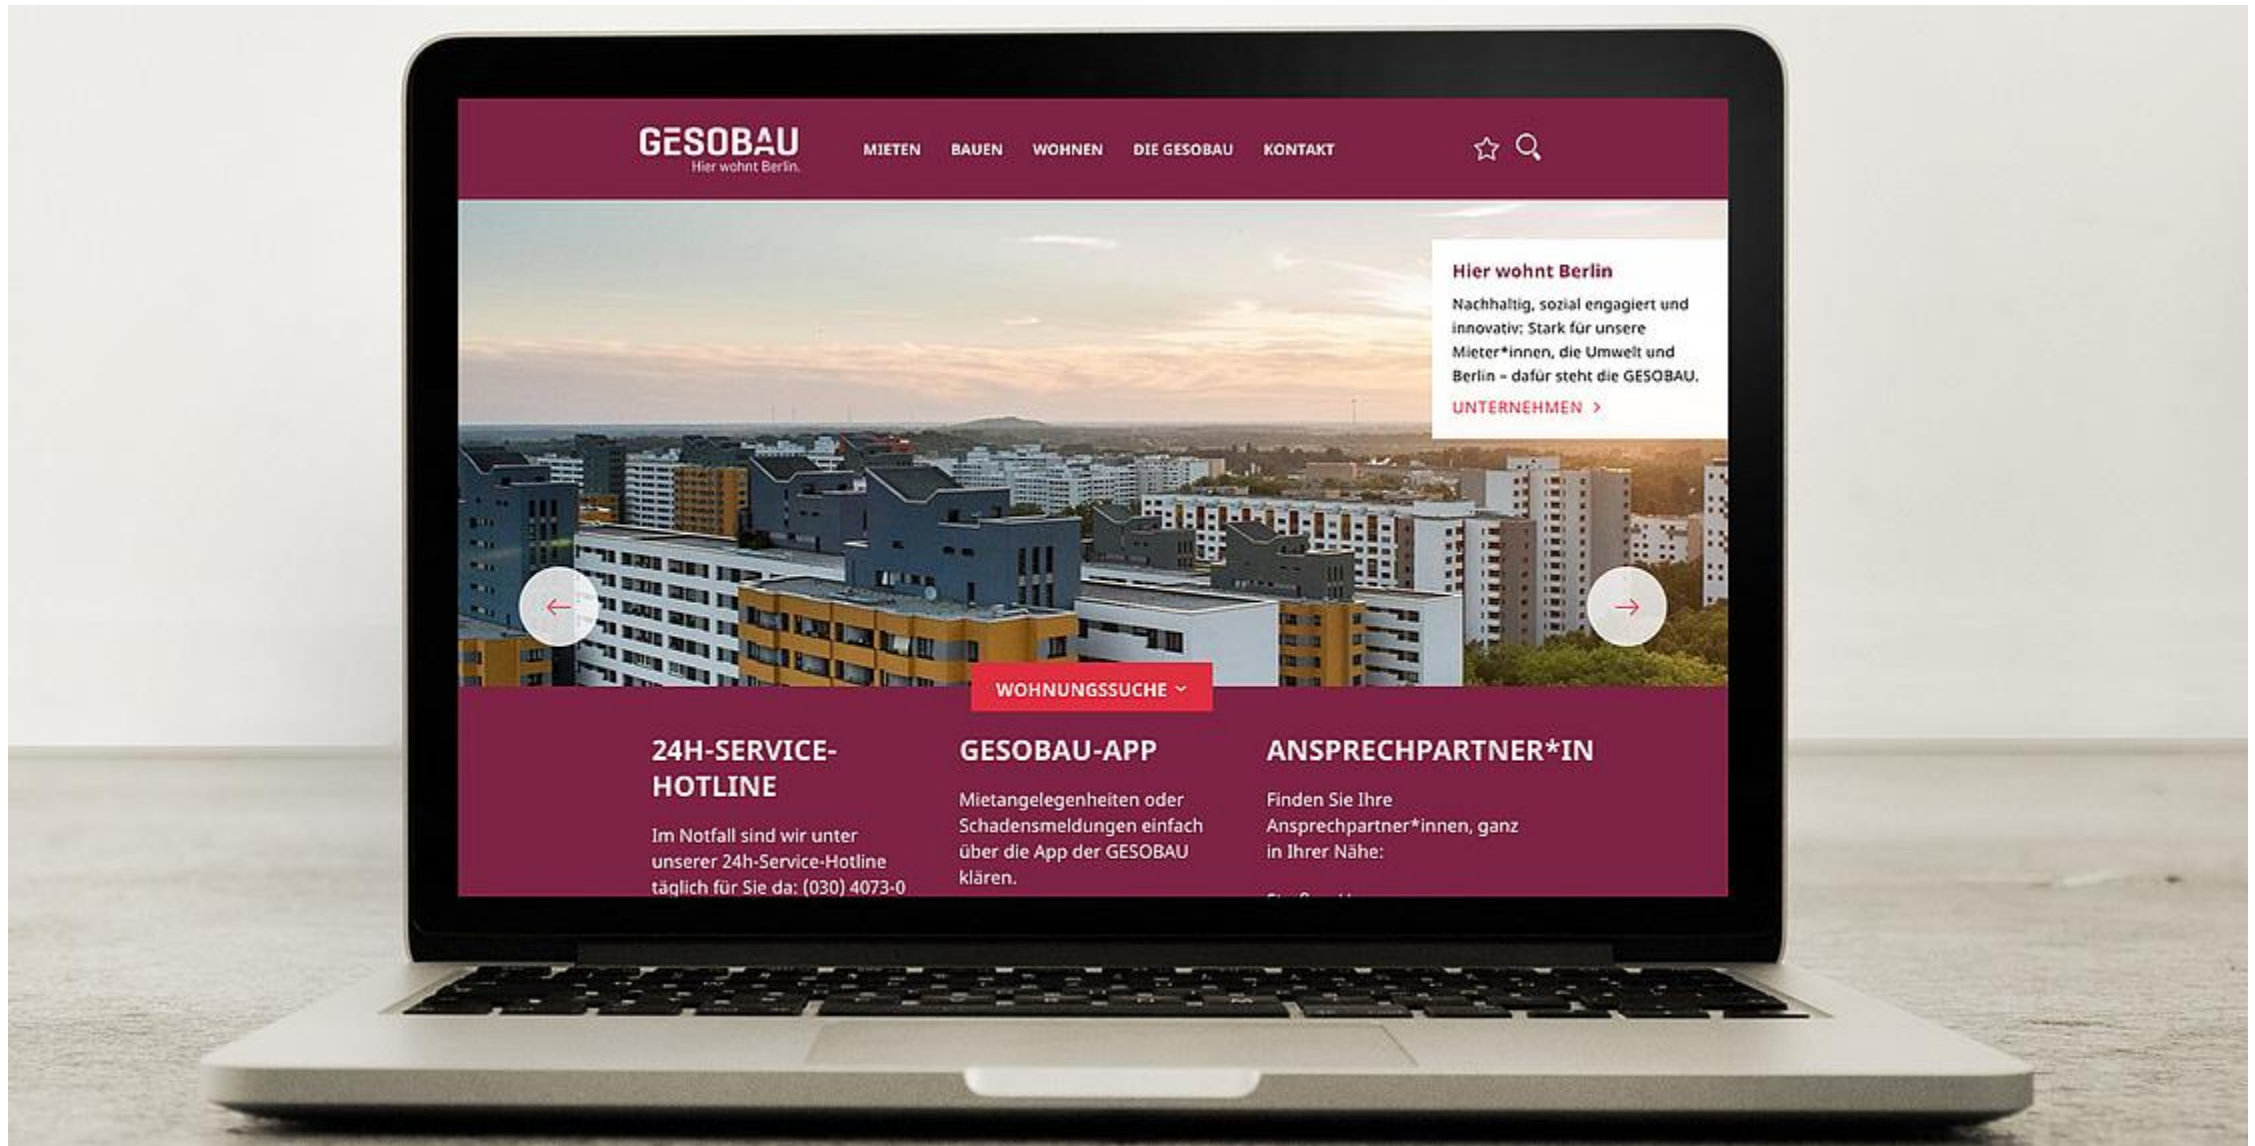 GESOBAU
Hier wohnt Berlin.
MIETEN BAUEN WOHNEN DIE GESOBAU KONTAKT
Hier wohnt Berlin
Nachhaltig, sozial engagiert und
innovativ: Stark für unsere
Mieter*innen, die Umwelt und
Berlin – dafür steht die GESOBAU.
UNTERNEHMEN >
WOHNUNGSSUCHE
24H-SERVICE-
HOTLINE
Im Notfall sind wir unter
unserer 24h-Service-Hotline
täglich für Sie da: (030) 4073-0
GESOBAU-APP
Mietangelegenheiten oder
Schadensmeldungen einfach
über die App der GESOBAU
klären.
ANSPRECHPARTNER*IN
Finden Sie Ihre
Ansprechpartner*innen, ganz
in Ihrer Nähe: